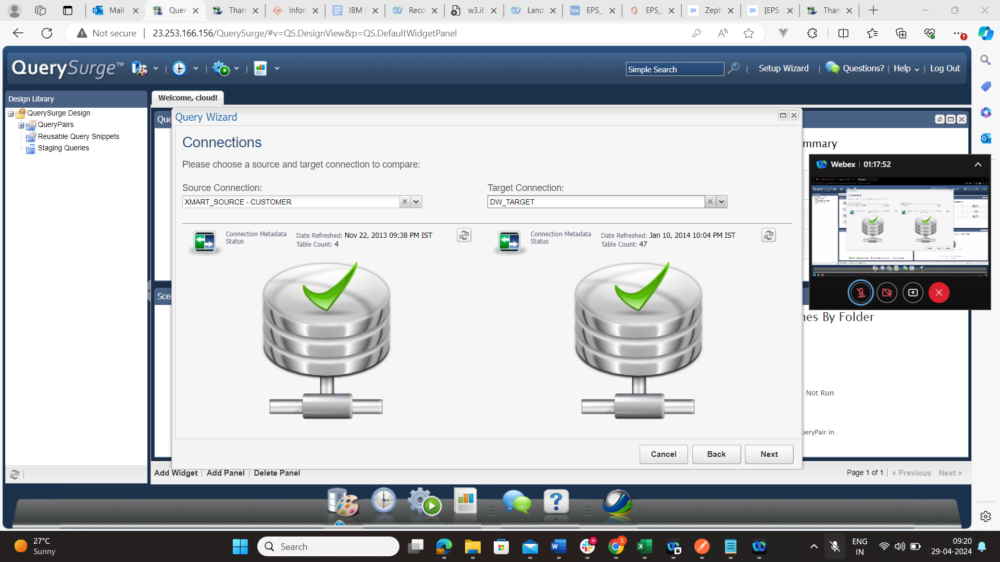 Mail
Quer
Than
Infor
IBM
Reco
w3.ib
Land
EPS_
EPS_
Zeph
[EPS-
Than
Not secure
23.253.166.156/QuerySurge/#v=QS.DesignView&p=QS.DefaultWidgetPanel
QuerySurge™
Simple Search
Setup Wizard
Questions?
Help
Log Out
Design Library
QuerySurge Design
QueryPairs
Reusable Query Snippets
Staging Queries
Welcome, cloud!
Que
Query Wizard
Connections
Please choose a source and target connection to compare:
Source Connection:
Target Connection:
XMART_SOURCE - CUSTOMER
DW_TARGET
Connection Metadata
Status
Date Refreshed: Nov 22, 2013 09:38 PM IST
Table Count: 4
Connection Metadata
Status
Date Refreshed: Jan 10, 2014 10:04 PM IST
Table Count: 47
Cancel
Back
Next
mmary
Webex | 01:17:52
Scer
nes By Folder
Not Run
ueryPair in
Add Widget
Add Panel
Delete Panel
Page 1 of 1
« Previous
Next »
27°C
Sunny
Search
ENG
IN
09:20
29-04-2024